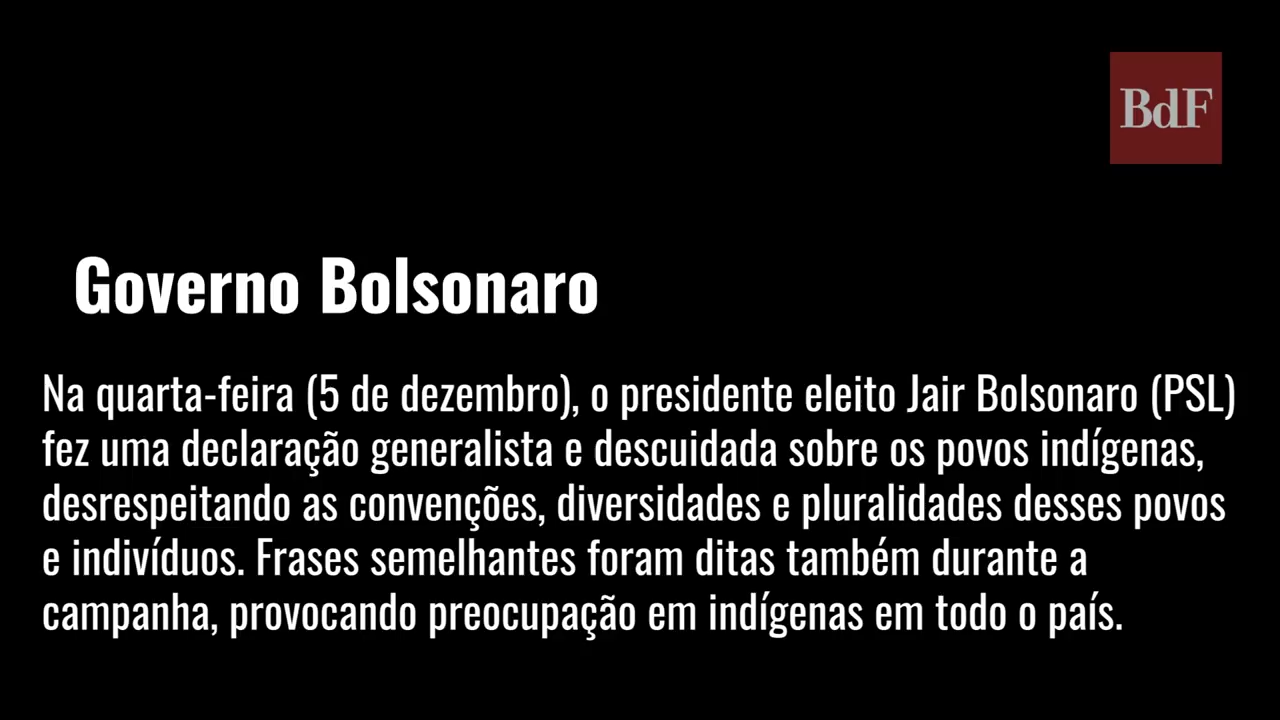 BdF
Governo Bolsonaro
Na quarta-feira (5 de dezembro), o presidente eleito Jair Bolsonaro (PSL)
fez uma declaração generalista e descuidada sobre os povos indígenas,
desrespeitando as convenções, diversidades e pluralidades desses povos
e indivíduos. Frases semelhantes foram ditas também durante a
campanha, provocando preocupação em indígenas em todo o país.